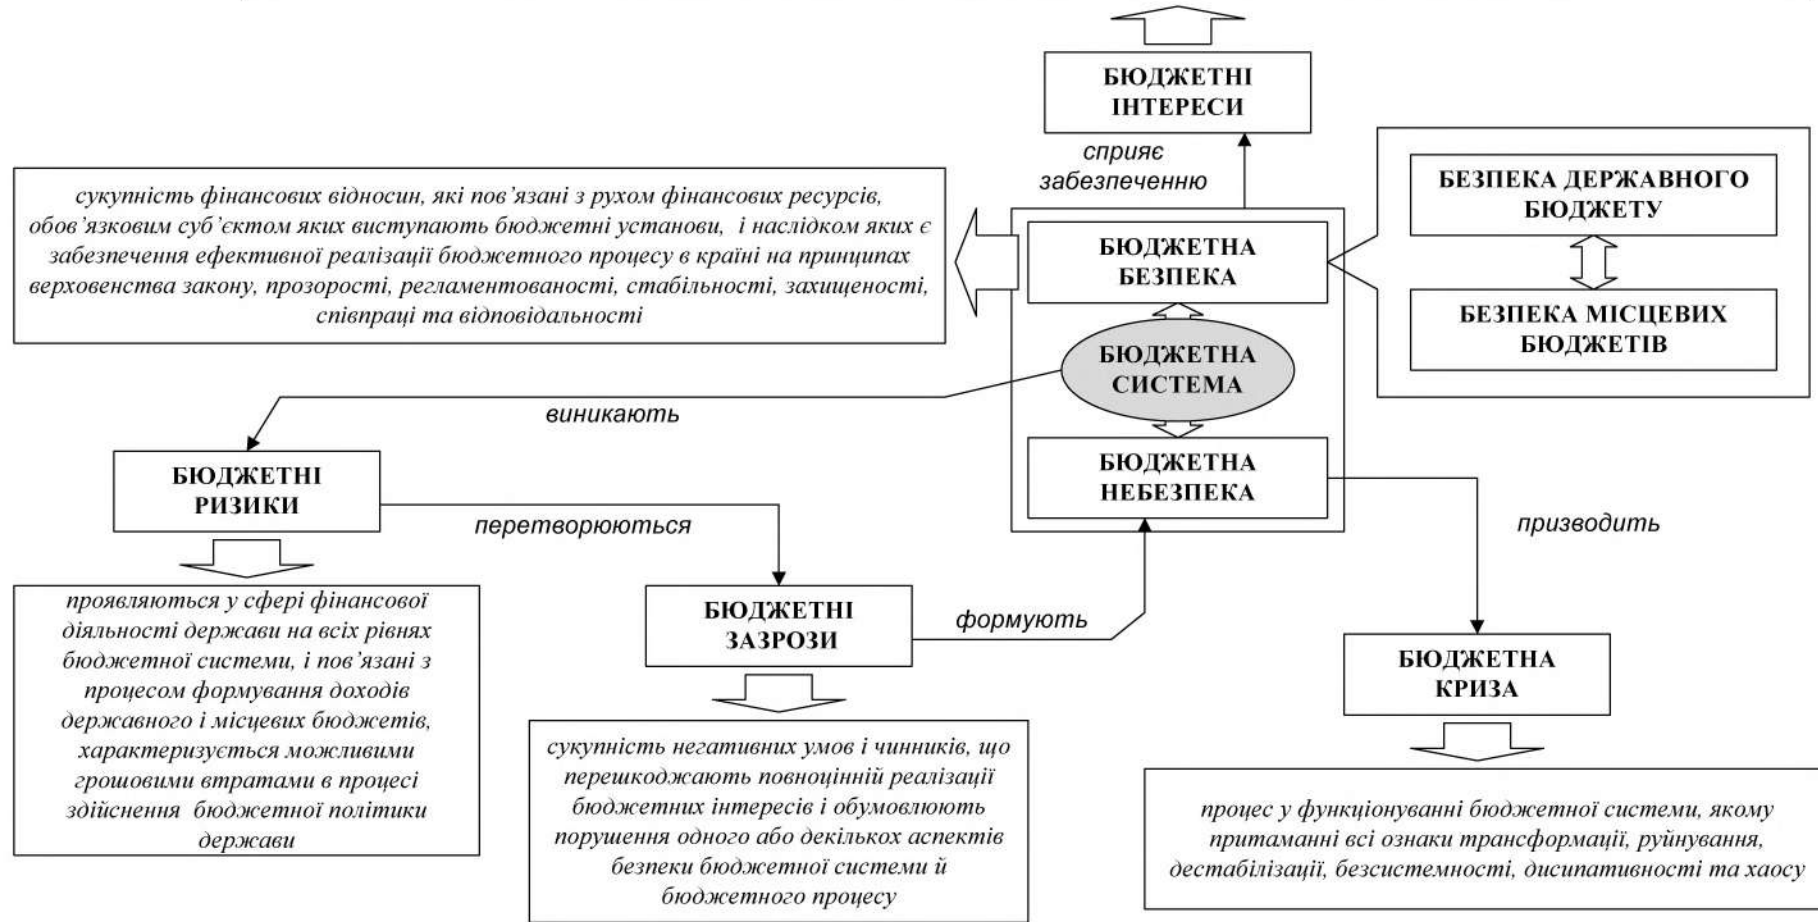 БЮДЖЕТНІ
ІНТЕРЕСИ
сприяє
забезпеченню
БЕЗПЕКА ДЕРЖАВНОГО
БЮДЖЕТУ
БЕЗПЕКА МІСЦЕВИХ
БЮДЖЕТІВ
сукупність фінансових відносин, які пов’язані з рухом фінансових ресурсів,
обов’язковим суб’єктом яких виступають бюджетні установи, і наслідком яких є
забезпечення ефективної реалізації бюджетного процесу в країні на принципах
верховенства закону, прозорості, регламентованості, стабільності, захищеності,
співпраці та відповідальності
БЮДЖЕТНА
БЕЗПЕКА
БЮДЖЕТНА
СИСТЕМА
БЮДЖЕТНА
НЕБЕЗПЕКА
виникають
БЮДЖЕТНІ
РИЗИКИ
перетворюються
призводить
проявляються у сфері фінансової
діяльності держави на всіх рівнях
бюджетної системи, і пов’язані з
процесом формування доходів
державного і місцевих бюджетів,
характеризується можливими
грошовими втратами в процесі
здійснення бюджетної політики
держави
БЮДЖЕТНІ
ЗАЗРОЗИ
формують
БЮДЖЕТНА
КРИЗА
сукупність негативних умов і чинників, що
перешкоджають повноцінній реалізації
бюджетних інтересів і обумовлюють
порушення одного або декількох аспектів
безпеки бюджетної системи й
бюджетного процесу
процес у функціонуванні бюджетної системи, якому
притаманні всі ознаки трансформації, руйнування,
дестабілізації, безсистемності, дисипативності та хаосу